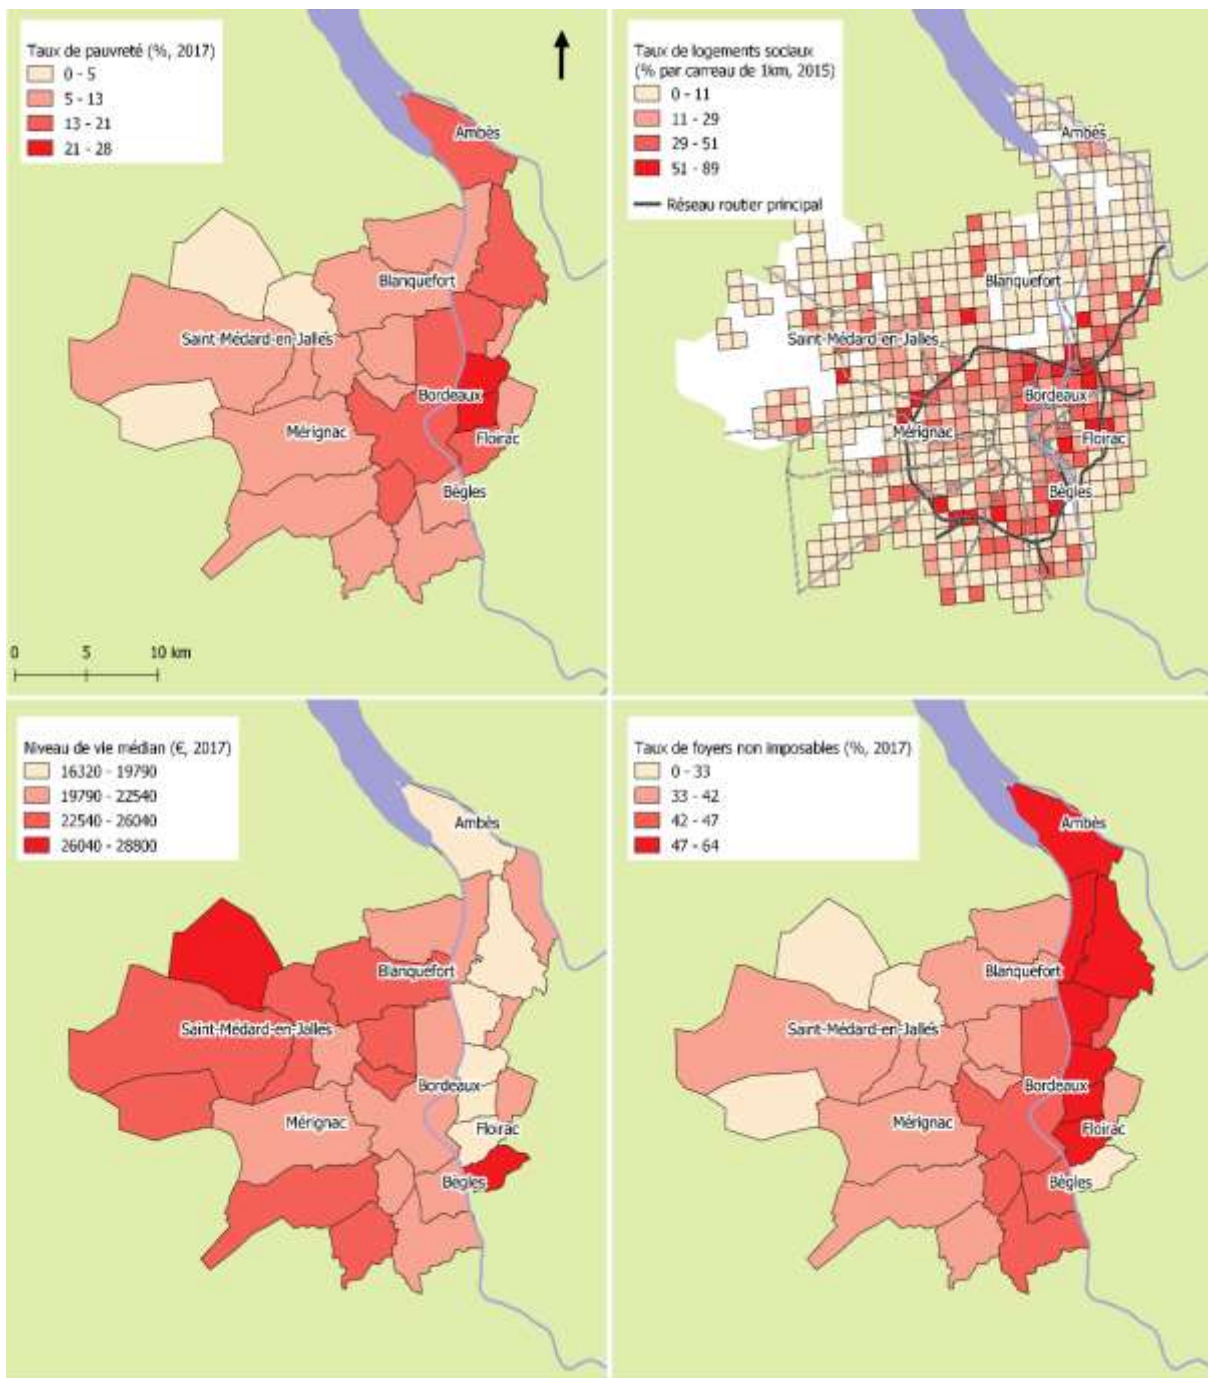 Taux de pauvreté (%, 2017)
0 - 5
5 - 13
13 - 21
21 - 28
Ambès
Blanquefort
Saint-Médard-en-Jalles
Bordeaux
Mérignac
Floirac
Bègles
0 5 10 km
Taux de logements sociaux
(% par carreau de 1km, 2015)
0 - 11
11 - 29
29 - 51
51 - 89
Réseau routier principal
Ambès
Blanquefort
Saint-Médard-en-Jalles
Bordeaux
Mérignac
Floirac
Bègles
Niveau de vie médian (€, 2017)
16320 - 19790
19790 - 22540
22540 - 26040
26040 - 28800
Ambès
Blanquefort
Saint-Médard-en-Jalles
Bordeaux
Mérignac
Floirac
Bègles
Taux de foyers non imposables (%, 2017)
0 - 33
33 - 42
42 - 47
47 - 64
Ambès
Blanquefort
Saint-Médard-en-Jalles
Bordeaux
Mérignac
Floirac
Bègles